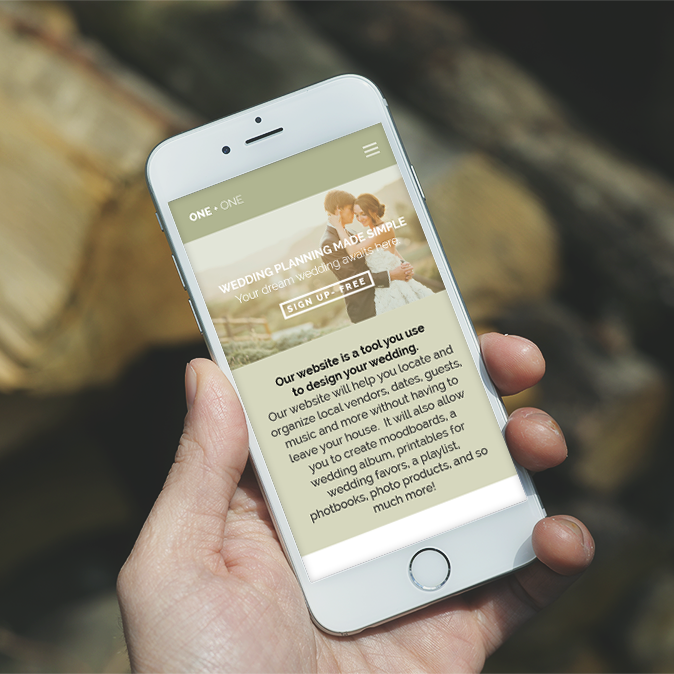 ONE • ONE
WEDDING PLANNING MADE SIMPLE
Your dream wedding awaits here.
SIGN UP- FREE
Our website is a tool you use
to design your wedding.
Our website will help you locate and
organize local vendors, dates, guests,
music and more without having to
leave your house. It will also allow
you to create moodboards, a
wedding album, printables for
wedding favors, a playlist,
photbooks, photo products, and so
much more!